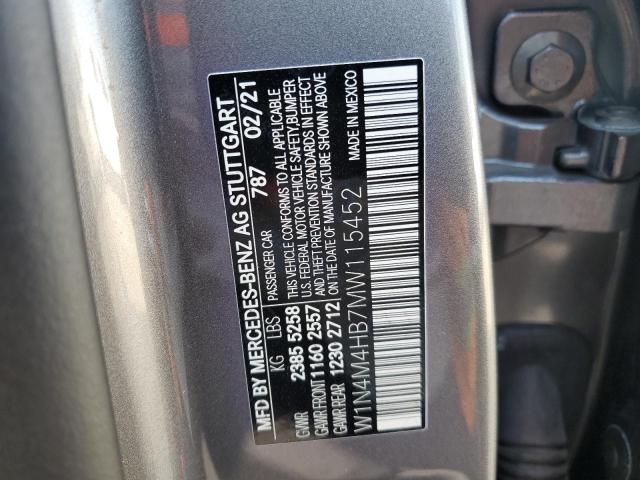 MFD BY MERCEDES-BENZ AG STUTTGART
787 02/21
KG LBS PASSENGER CAR
GVWR 2385 5258 THIS VEHICLE CONFORMS TO ALL APPLICABLE
U.S. FEDERAL MOTOR VEHICLE SAFETY,BUMPER
GAWR FRONT 1160 2557 AND THEFT PREVENTION STANDARDS IN EFFECT
GAWR REAR 1230 2712 ON THE DATE OF MANUFACTURE SHOWN ABOVE
MADE IN MEXICO
W1N4M4HB7MW115452